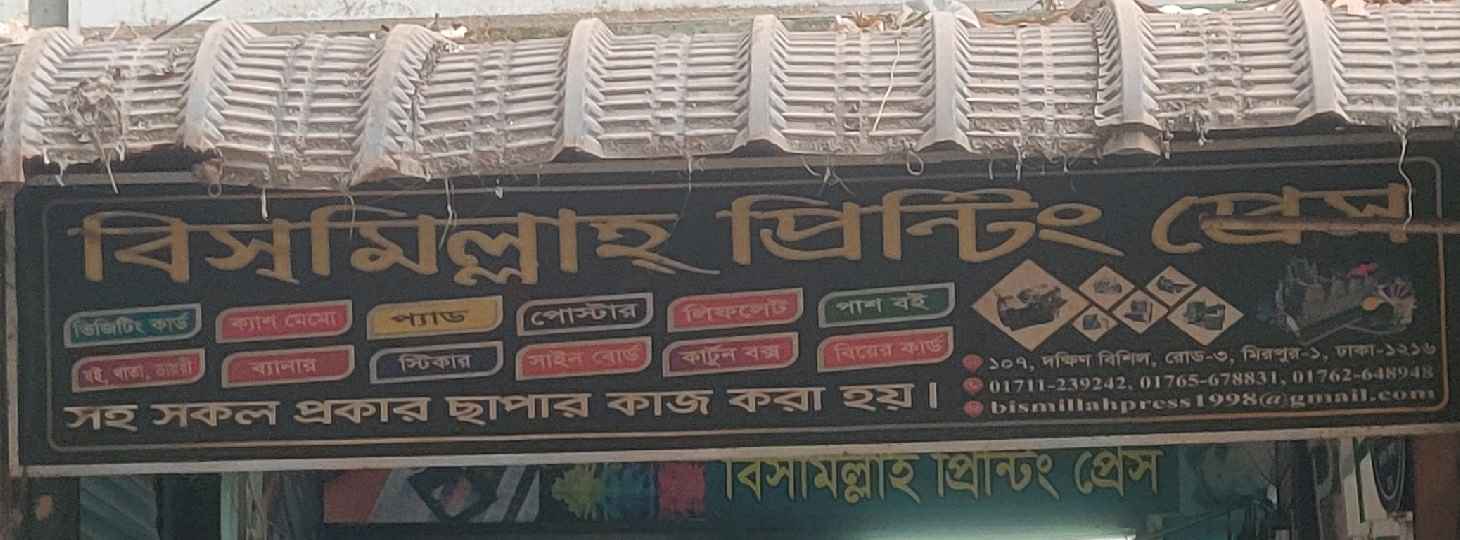 বিসমিল্লাহ্ প্রিন্টিং প্রেস
ভিজিটিং কার্ড ক্যাশ মেমো প্যাড পোস্টার লিফলেট পাশ বই
বই, খাতা, ডায়রী ব্যানার স্টিকার সাইন বোর্ড কার্টুন বক্স বিয়ের কার্ড
সহ সকল প্রকার ছাপার কাজ করা হয়।
১০৭, দক্ষিণ বিশিল, রোড-৩, মিরপুর-১, ঢাকা-১২১৬
01711-239242, 01765-678831, 01762-648948
bismillahpress1998@gmail.com
বিসমিল্লাহ প্রিন্টিং প্রেস